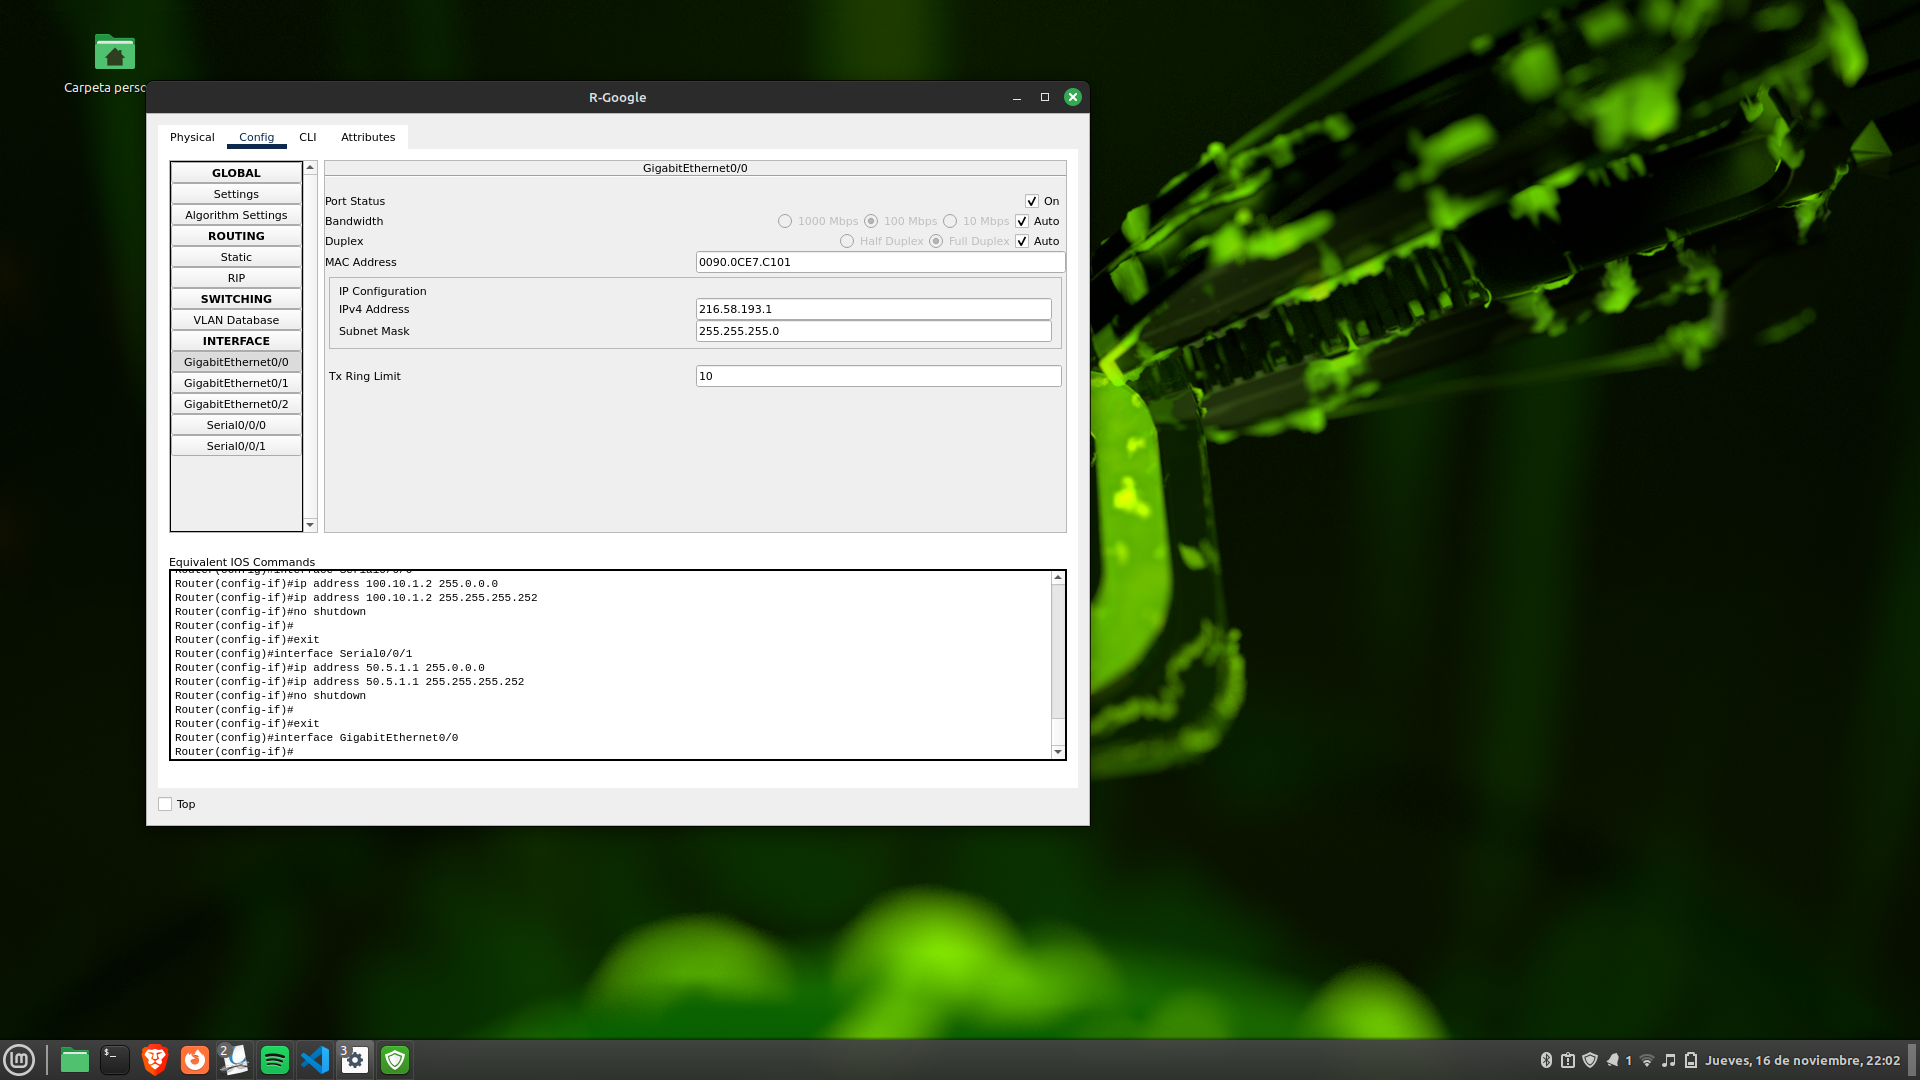 Carpeta perso
R-Google
Physical
Config
CLI
Attributes
GLOBAL
Settings
Algorithm Settings
ROUTING
Static
RIP
SWITCHING
VLAN Database
INTERFACE
GigabitEthernet0/0
GigabitEthernet0/1
GigabitEthernet0/2
Serial0/0/0
Serial0/0/1
GigabitEthernet0/0
Port Status
On
Bandwidth
1000 Mbps
100 Mbps
10 Mbps
Auto
Duplex
Half Duplex
Full Duplex
Auto
MAC Address
0090.0CE7.C101
IP Configuration
IPv4 Address
216.58.193.1
Subnet Mask
255.255.255.0
Tx Ring Limit
10
Equivalent IOS Commands
Router(config)#interface Serial0/0/0
Router(config-if)#ip address 100.10.1.2 255.0.0.0
Router(config-if)#ip address 100.10.1.2 255.255.255.252
Router(config-if)#no shutdown
Router(config-if)#
Router(config-if)#exit
Router(config)#interface Serial0/0/1
Router(config-if)#ip address 50.5.1.1 255.0.0.0
Router(config-if)#ip address 50.5.1.1 255.255.255.252
Router(config-if)#no shutdown
Router(config-if)#
Router(config-if)#exit
Router(config)#interface GigabitEthernet0/0
Router(config-if)#
Top
lm
$_
2
3
1
Jueves, 16 de noviembre, 22:02